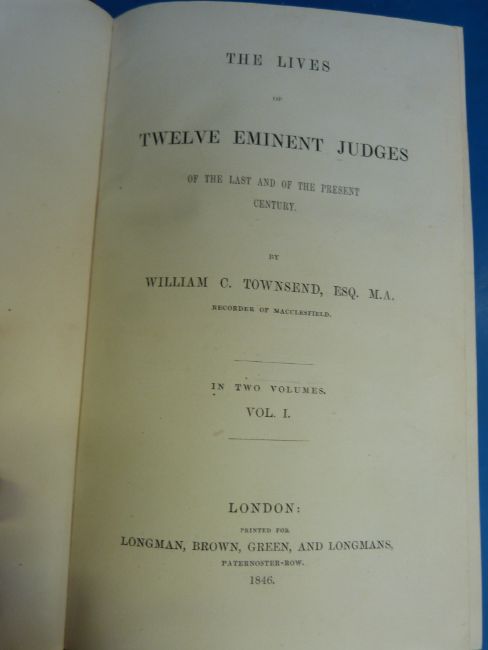 THE LIVES
OF
TWELVE EMINENT JUDGES
OF THE LAST AND OF THE PRESENT
CENTURY.
BY
WILLIAM C. TOWNSEND, ESQ. M.A.
RECORDER OF MACCLESFIELD.
IN TWO VOLUMES.
VOL. I.
LONDON:
PRINTED FOR
LONGMAN, BROWN, GREEN, AND LONGMANS,
PATERNOSTER-ROW.
1846.